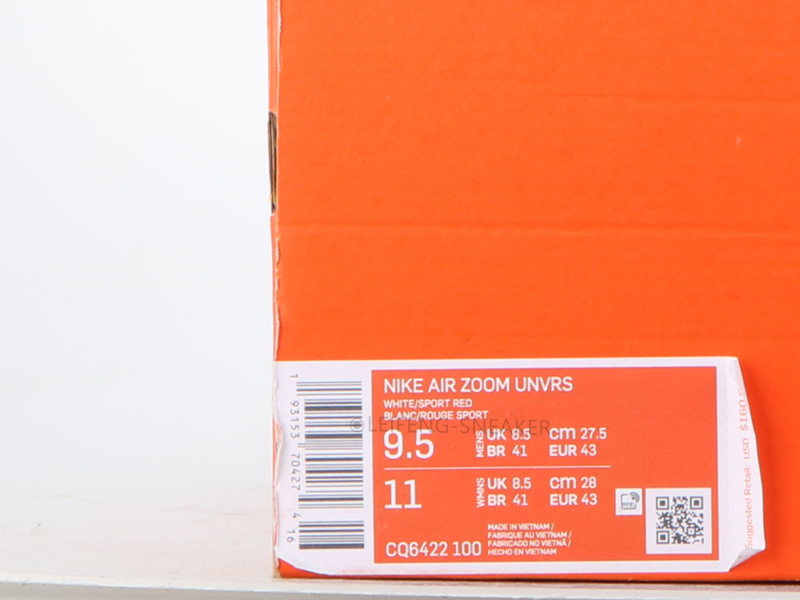 NIKE AIR ZOOM UNVRS
WHITE/SPORT RED
BLANC/ROUGE SPORT
©LEIFENG-SNEAKER
9.5 MENS UK 8.5 cm 27.5
BR 41 EUR 43
11 WMNS UK 8.5 cm 28
BR 41 EUR 43
CQ6422 100
MADE IN VIETNAM /
FABRIQUE AU VIETNAM /
FABRICADO NO VIETNÃ /
HECHO EN VIETNAM
1 93153 70427 4 16
Suggested Retail: USD $160